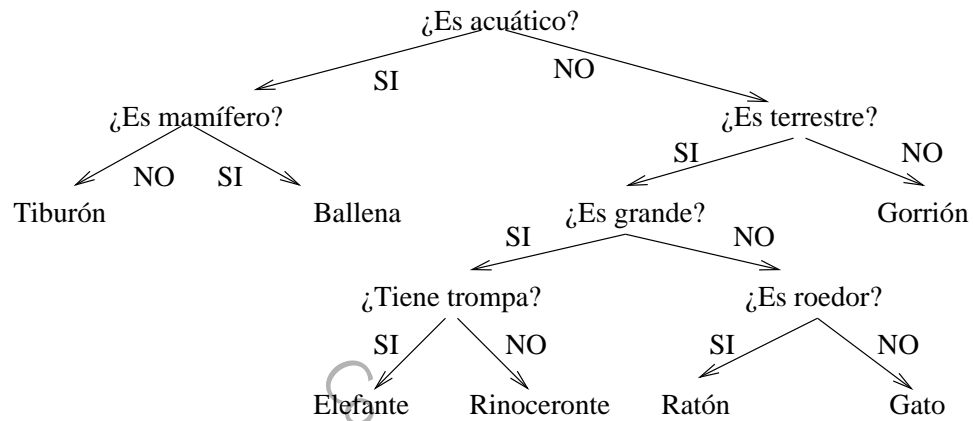 ¿Es acuático?
SI NO
¿Es mamífero? ¿Es terrestre?
NO SI SI NO
Tiburón Ballena ¿Es grande? Gorrión
SI NO
¿Tiene trompa? ¿Es roedor?
SI NO SI NO
Elefante Rinoceronte Ratón Gato